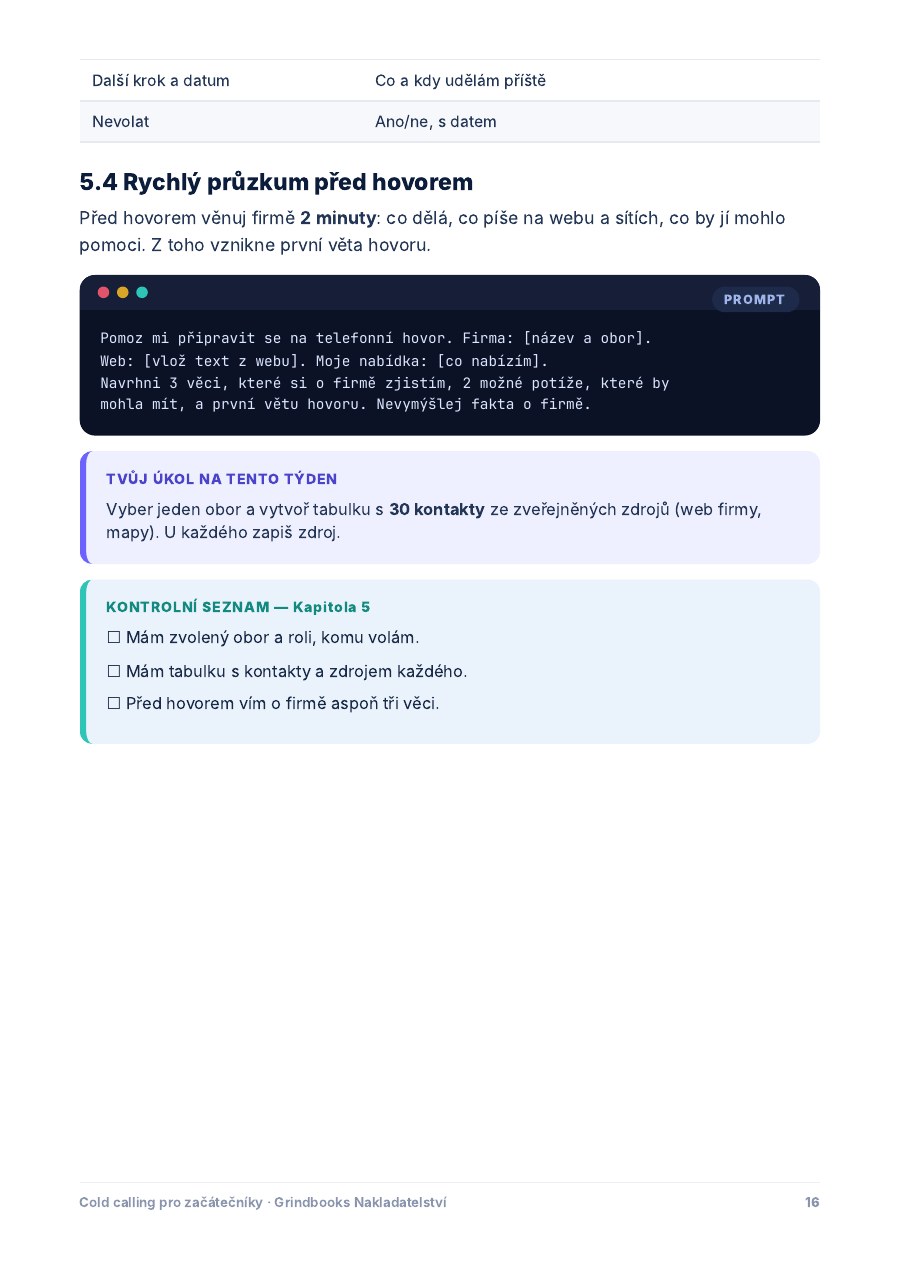 Další krok a datum Co a kdy udělám příště
Nevolat Ano/ne, s datem
5.4 Rychlý průzkum před hovorem
Před hovorem věnuj firmě 2 minuty: co dělá, co píše na webu a sítích, co by jí mohlo
pomoci. Z toho vznikne první věta hovoru.
PROMPT
Pomoz mi připravit se na telefonní hovor. Firma: [název a obor].
Web: [vlož text z webu]. Moje nabídka: [co nabízím].
Navrhni 3 věci, které si o firmě zjistím, 2 možné potíže, které by
mohla mít, a první větu hovoru. Nevymýšlej fakta o firmě.
TVŮJ ÚKOL NA TENTO TÝDEN
Vyber jeden obor a vytvoř tabulku s 30 kontakty ze zveřejněných zdrojů (web firmy,
mapy). U každého zapiš zdroj.
KONTROLNÍ SEZNAM — Kapitola 5
☐ Mám zvolený obor a roli, komu volám.
☐ Mám tabulku s kontakty a zdrojem každého.
☐ Před hovorem vím o firmě aspoň tři věci.
Cold calling pro začátečníky · Grindbooks Nakladatelství 16